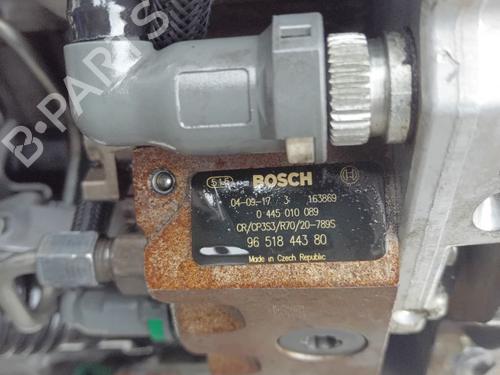 B-PARTS
515 BOSCH
04-09-17 3 163869
0 445 010 089
CR/CP3S3/R70/20-789S
96 518 443 80
Made in Czech Republic